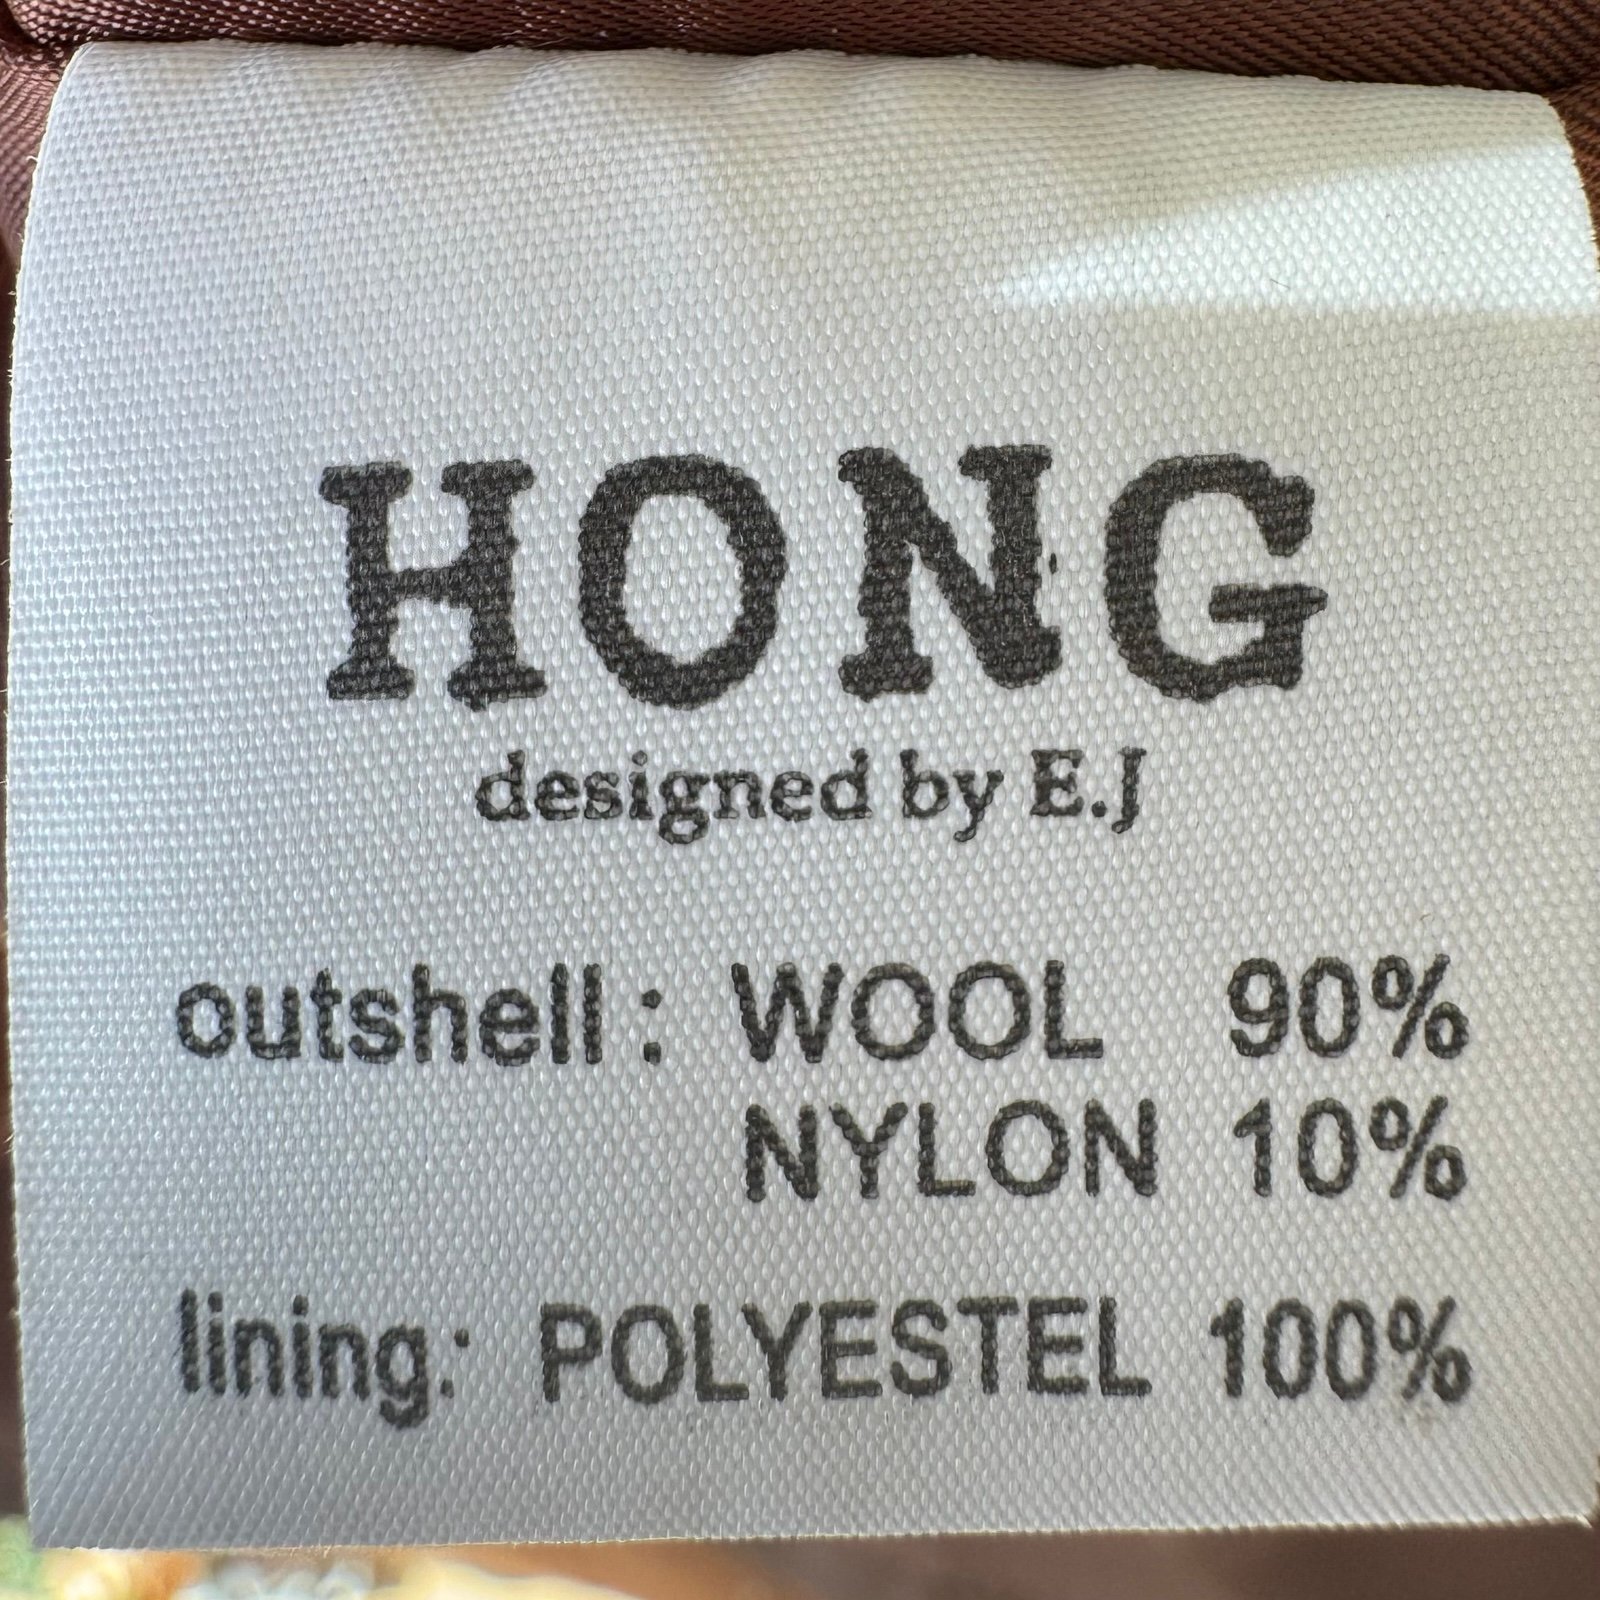 HONG
designed by E.J
outshell : WOOL 90%
NYLON 10%
lining: POLYESTEL 100%